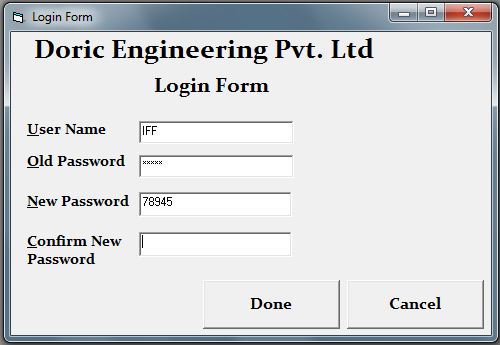 Login Form
Doric Engineering Pvt. Ltd
Login Form
User Name IFF
Old Password xxxxx
New Password 78945
Confirm New
Password
Done Cancel